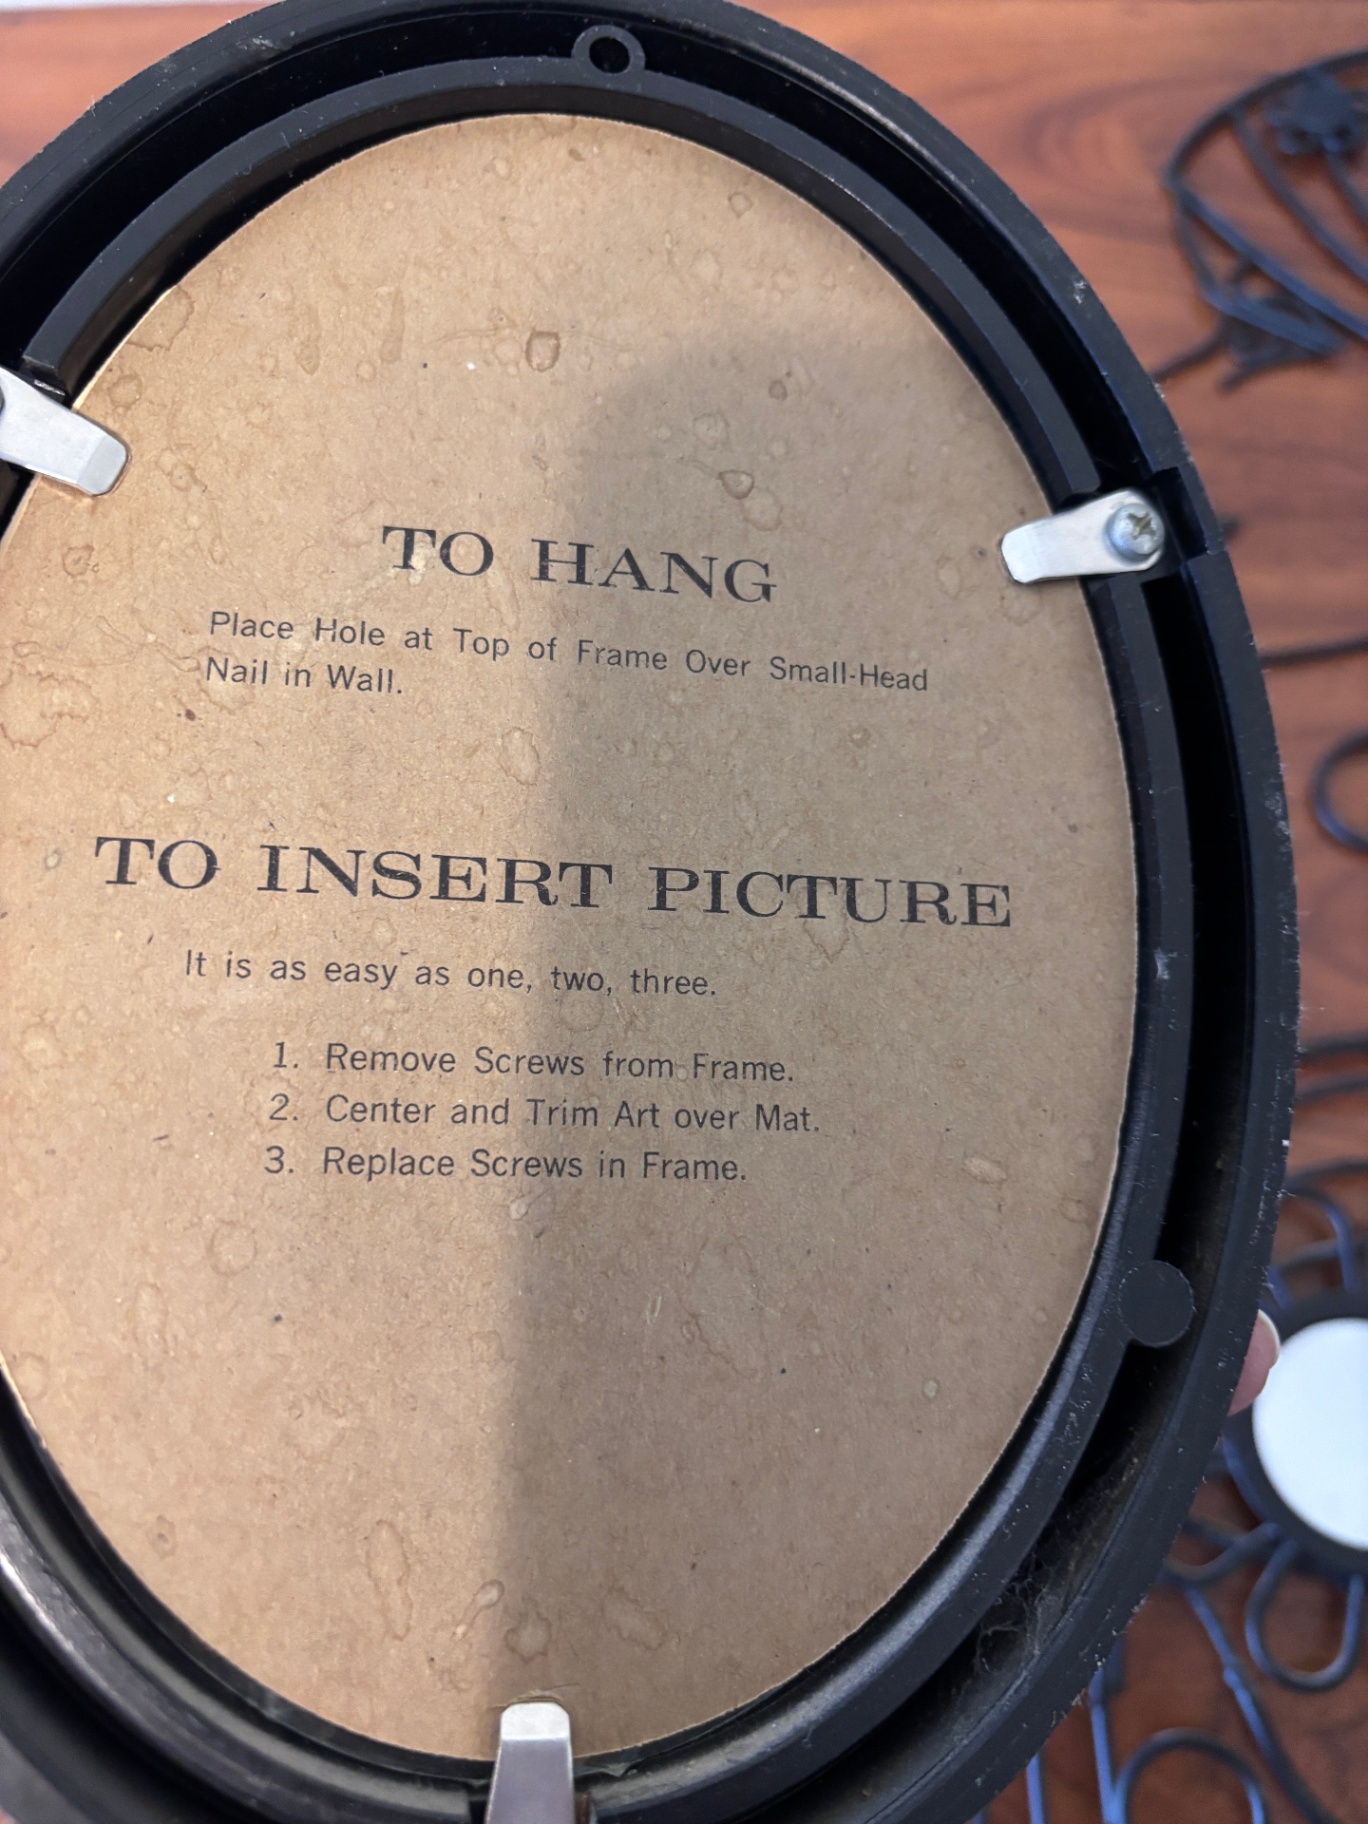 TO HANG
Place Hole at Top of Frame Over Small-Head
Nail in Wall.
TO INSERT PICTURE
It is as easy as one, two, three.
1. Remove Screws from Frame.
2. Center and Trim Art over Mat.
3. Replace Screws in Frame.